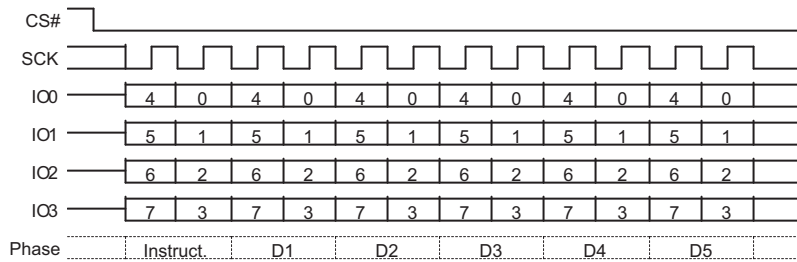 CS#
SCK
IO0 4 0 4 0 4 0 4 0 4 0 4 0
IO1 5 1 5 1 5 1 5 1 5 1 5 1
IO2 6 2 6 2 6 2 6 2 6 2 6 2
IO3 7 3 7 3 7 3 7 3 7 3 7 3
Phase Instruct. D1 D2 D3 D4 D5